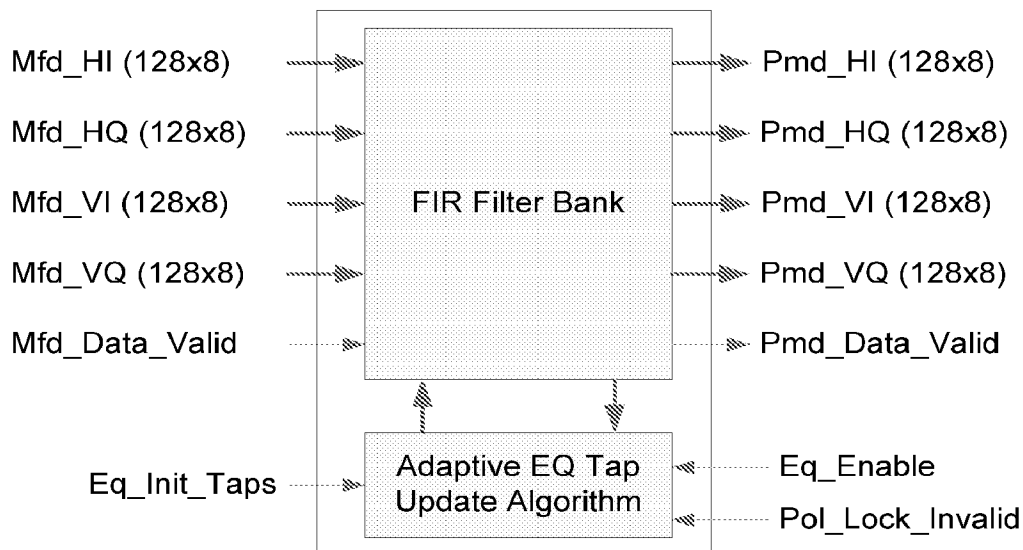 Mfd_HI (128x8)
Mfd_HQ (128x8)
Mfd_VI (128x8)
Mfd_VQ (128x8)
Mfd_Data_Valid
FIR Filter Bank
Pmd_HI (128x8)
Pmd_HQ (128x8)
Pmd_VI (128x8)
Pmd_VQ (128x8)
Pmd_Data_Valid
Eq_Init_Taps
Adaptive EQ Tap
Update Algorithm
Eq_Enable
Pol_Lock_Invalid